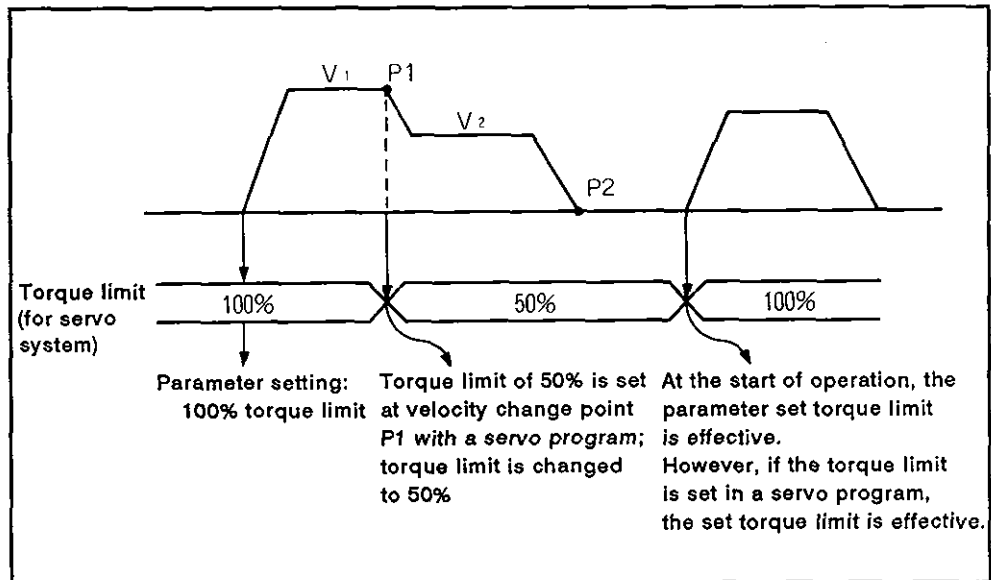 V1
P1
V2
P2
Torque limit
(for servo
system)
100%
50%
100%
Parameter setting:
100% torque limit
Torque limit of 50% is set
at velocity change point
P1 with a servo program;
torque limit is changed
to 50%
At the start of operation, the
parameter set torque limit
is effective.
However, if the torque limit
is set in a servo program,
the set torque limit is effective.